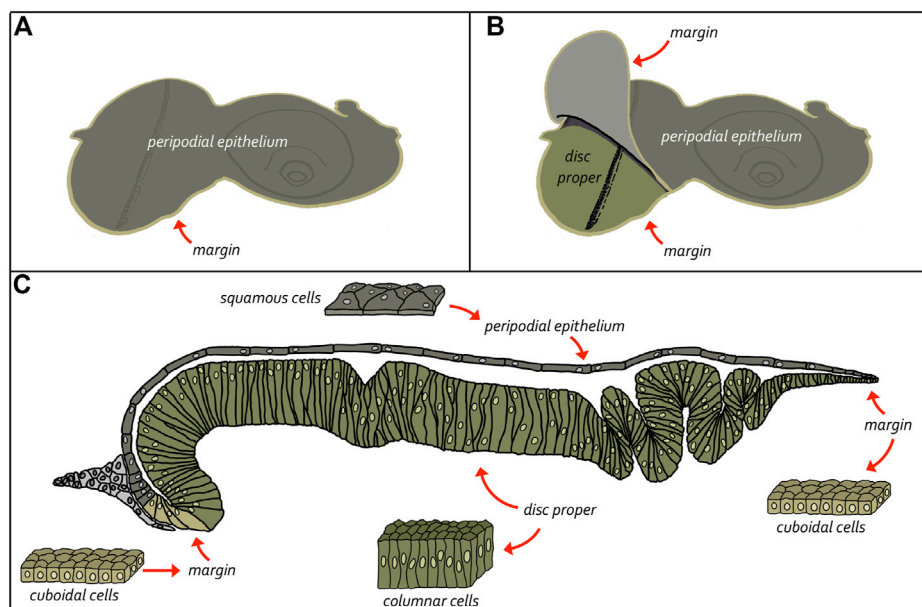 A
peripodial epithelium
margin
B
margin
peripodial epithelium
disc
proper
margin
C
squamous cells
peripodial epithelium
margin
disc proper
cuboidal cells
margin
cuboidal cells
columnar cells